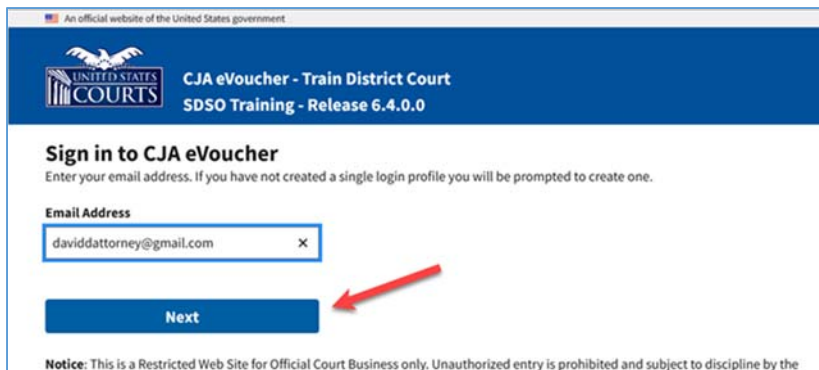 An official website of the United States government
UNITED STATES
COURTS
CJA eVoucher - Train District Court
SDSO Training - Release 6.4.0.0
Sign in to CJA eVoucher
Enter your email address. If you have not created a single login profile you will be prompted to create one.
Email Address
daviddattorney@gmail.com
Next
Notice: This is a Restricted Web Site for Official Court Business only. Unauthorized entry is prohibited and subject to discipline by the